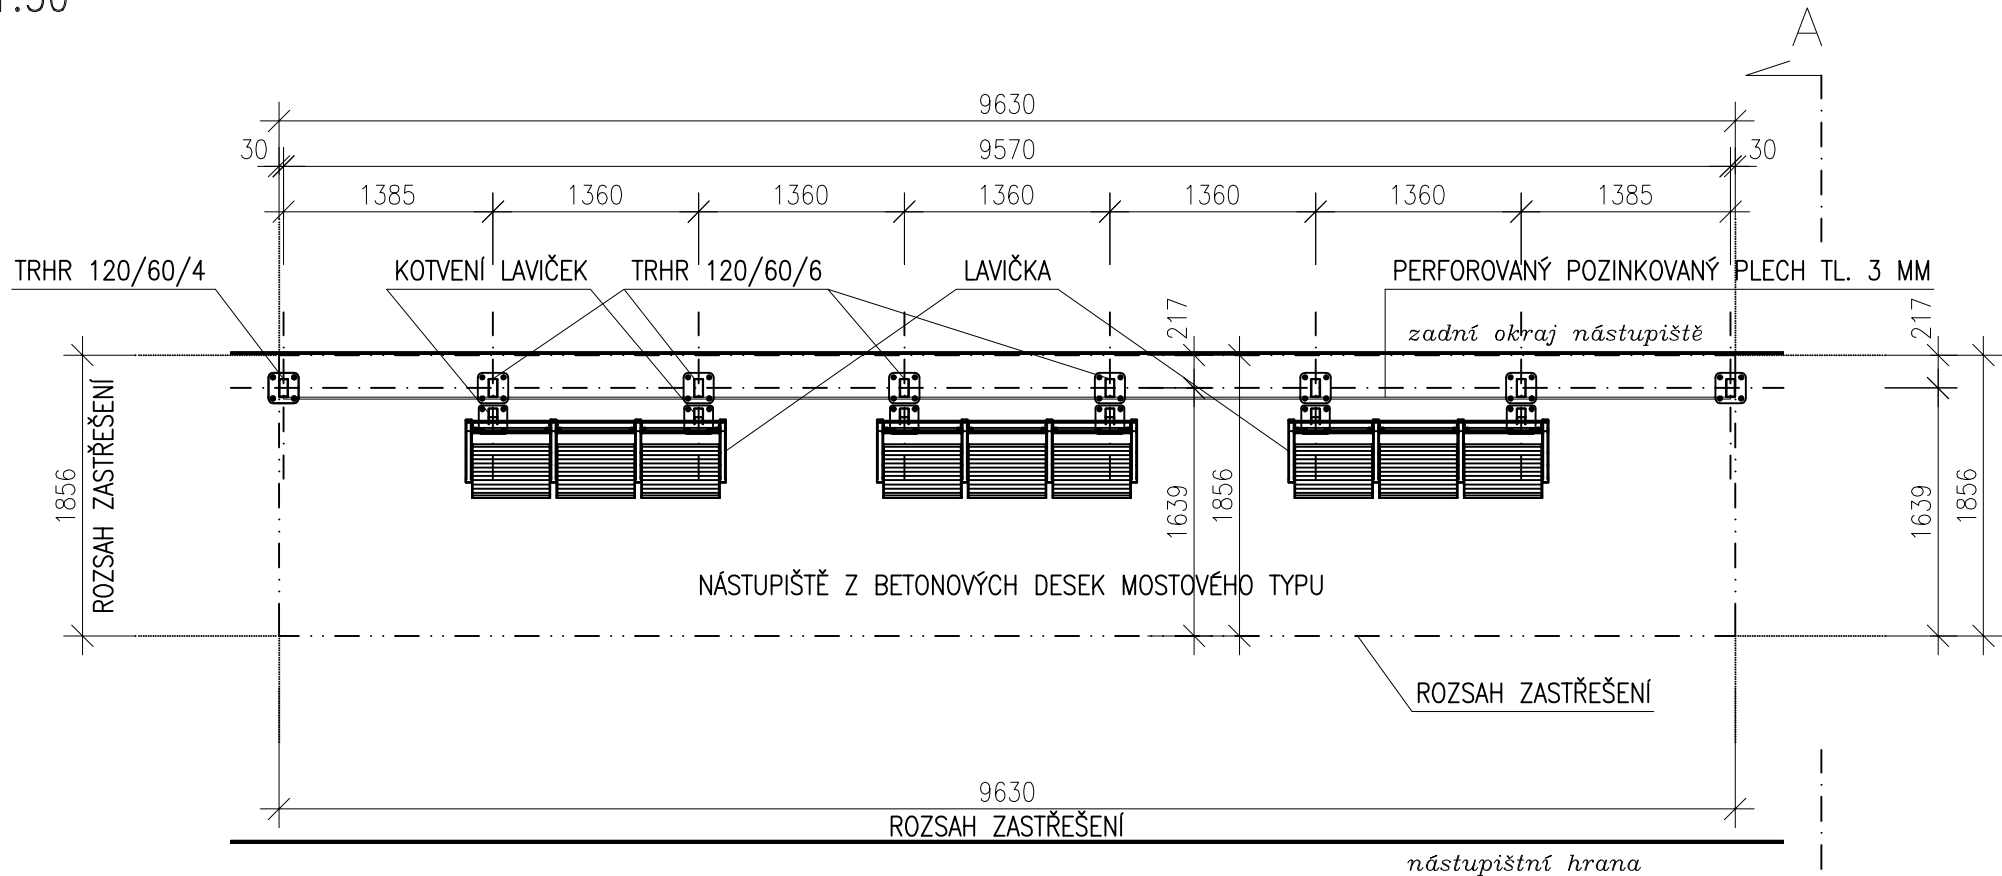 1:50
A
9630
30 9570 30
1385 1360 1360 1360 1360 1360 1385
TRHR 120/60/4 KOTVENÍ LAVIČEK TRHR 120/60/6 LAVIČKA PERFOROVANÝ POZINKOVANÝ PLECH TL. 3 MM
217 217
zadní okraj nástupiště
1856
ROZSAH ZASTŘEŠENÍ
1639
1856
1639
1856
NÁSTUPIŠTĚ Z BETONOVÝCH DESEK MOSTOVÉHO TYPU
ROZSAH ZASTŘEŠENÍ
9630
ROZSAH ZASTŘEŠENÍ
nástupištní hrana